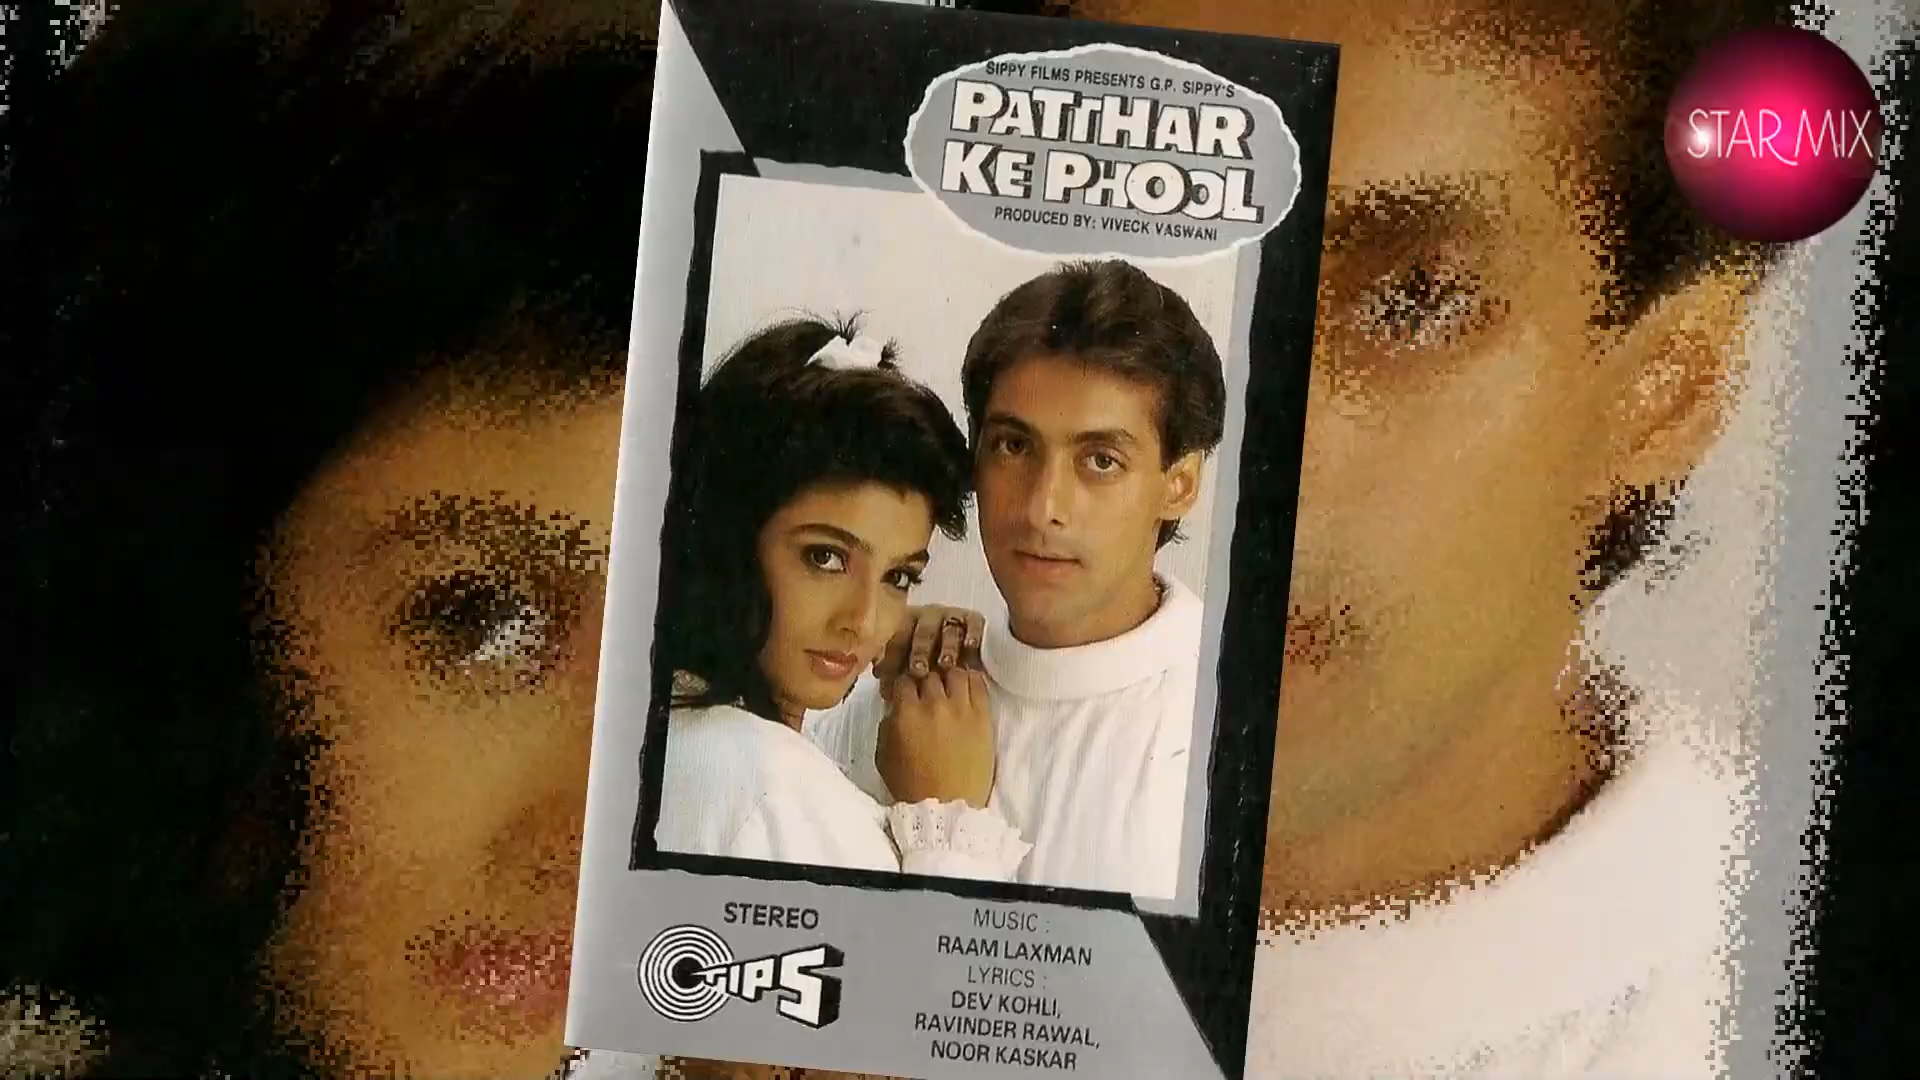 SIPPY FILMS PRESENTS G.P. SIPPY'S
PATTHAR
KE PHOOL
PRODUCED BY: VIVECK VASWANI
STAR MIX
STEREO
TIPS
MUSIC :
RAAM LAXMAN
LYRICS :
DEV KOHLI,
RAVINDER RAWAL,
NOOR KASKAR